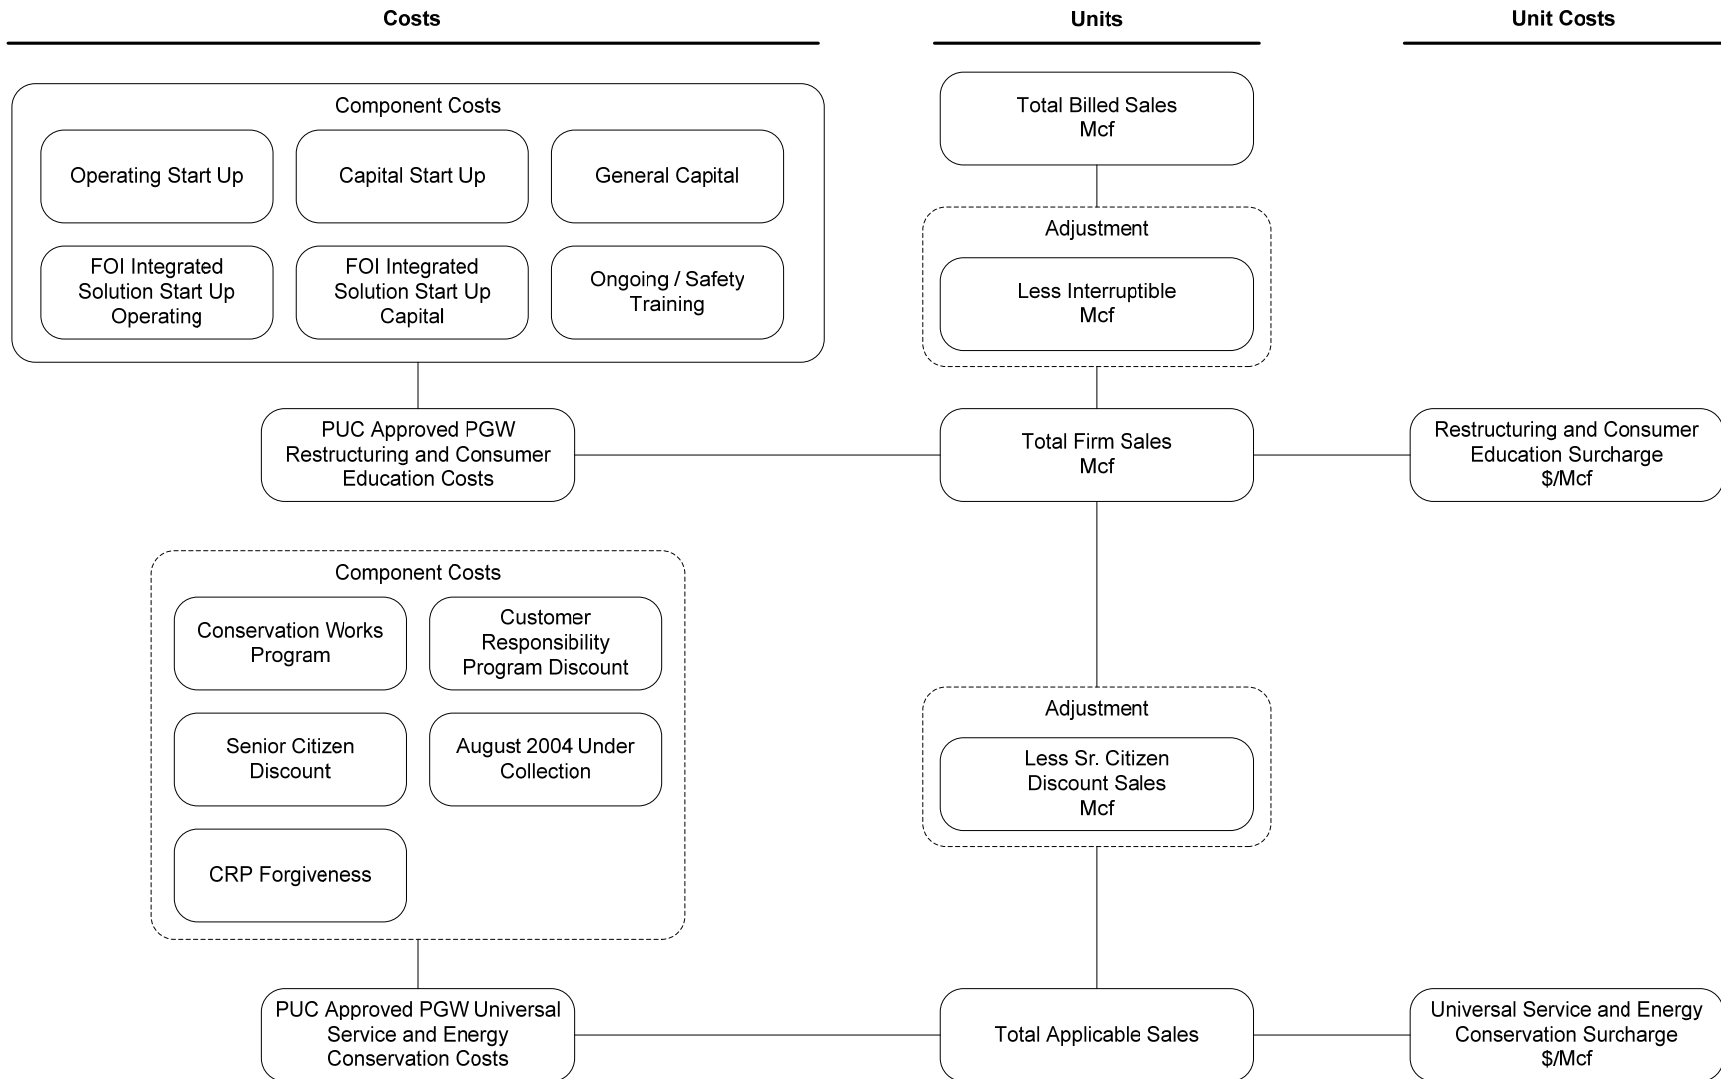 Costs
Units
Unit Costs
Component Costs
Operating Start Up
Capital Start Up
General Capital
FOI Integrated
Solution Start Up
Operating
FOI Integrated
Solution Start Up
Capital
Ongoing / Safety
Training
Total Billed Sales
Mcf
Adjustment
Less Interruptible
Mcf
PUC Approved PGW
Restructuring and Consumer
Education Costs
Total Firm Sales
Mcf
Restructuring and Consumer
Education Surcharge
$/Mcf
Component Costs
Conservation Works
Program
Customer
Responsibility
Program Discount
Senior Citizen
Discount
August 2004 Under
Collection
CRP Forgiveness
Adjustment
Less Sr. Citizen
Discount Sales
Mcf
PUC Approved PGW Universal
Service and Energy
Conservation Costs
Total Applicable Sales
Universal Service and Energy
Conservation Surcharge
$/Mcf